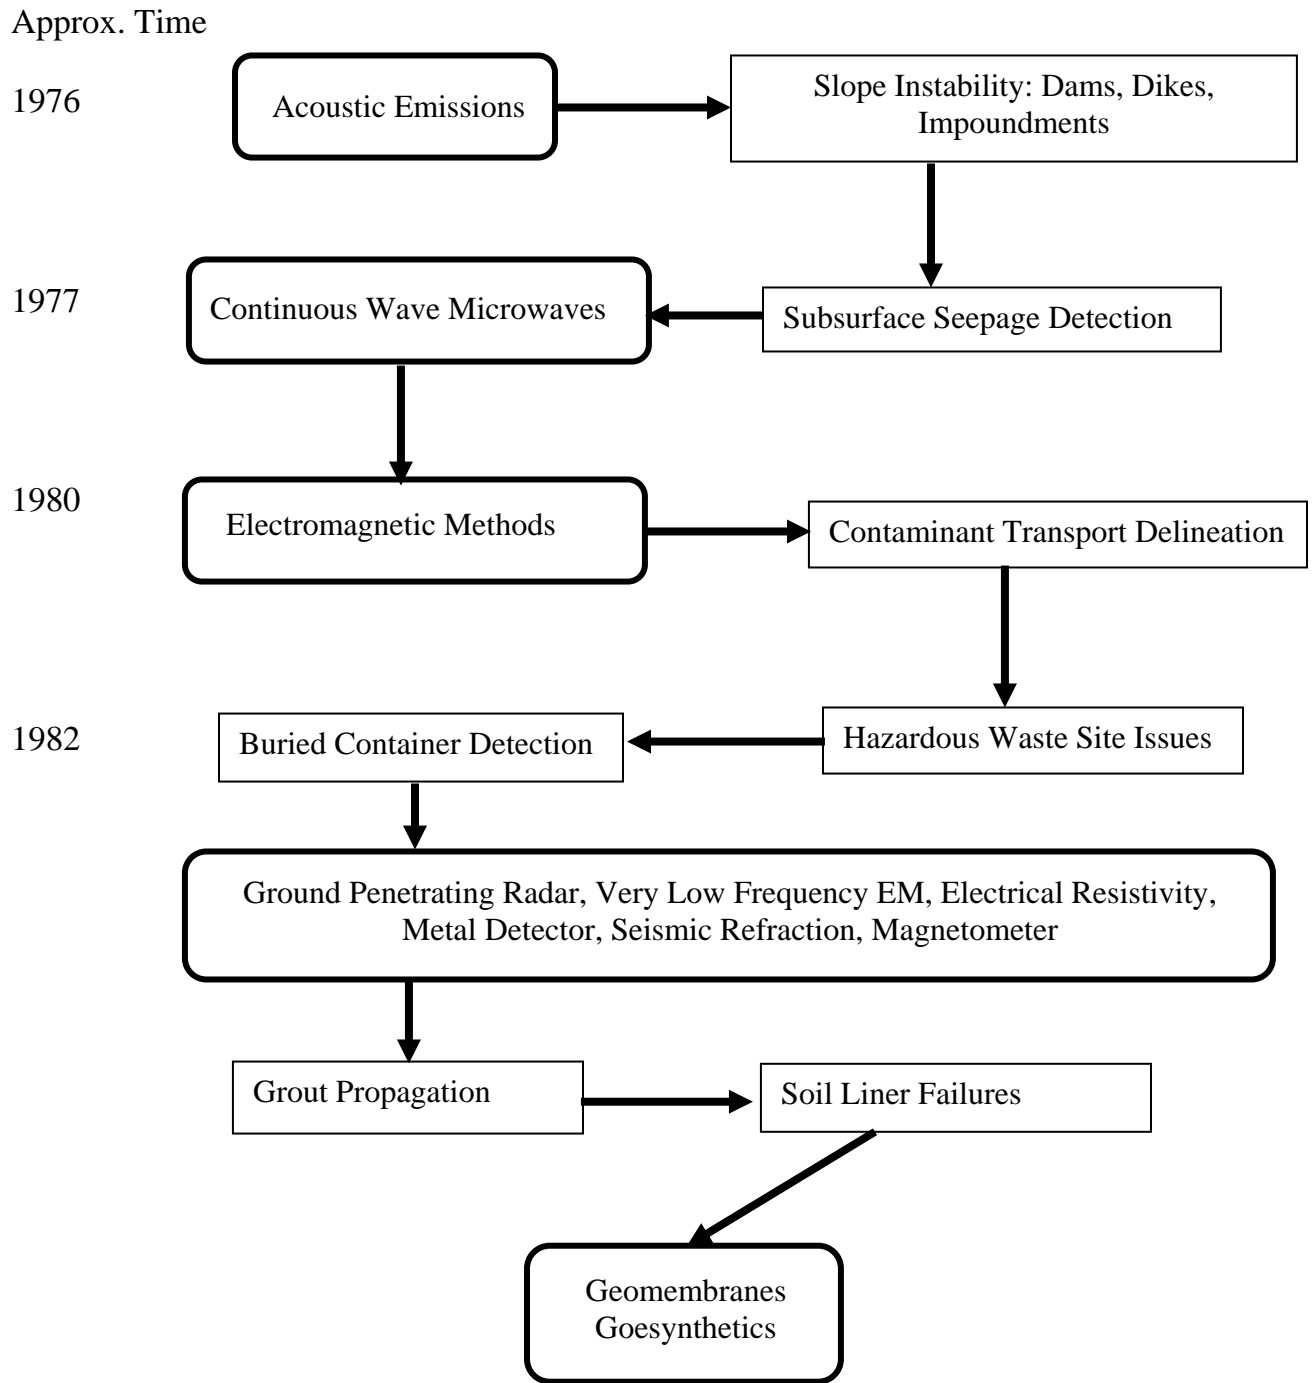 Approx. Time
1976
Acoustic Emissions
Slope Instability: Dams, Dikes,
Impoundments
1977
Continuous Wave Microwaves
Subsurface Seepage Detection
1980
Electromagnetic Methods
Contaminant Transport Delineation
1982
Buried Container Detection
Hazardous Waste Site Issues
Ground Penetrating Radar, Very Low Frequency EM, Electrical Resistivity,
Metal Detector, Seismic Refraction, Magnetometer
Grout Propagation
Soil Liner Failures
Geomembranes
Goesynthetics